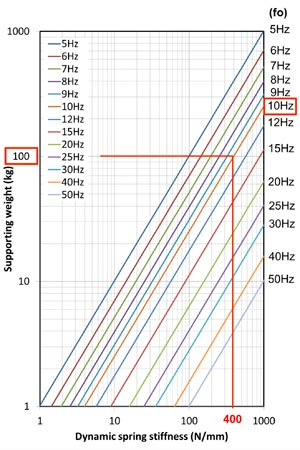 (fo)
1000
5Hz
6Hz
7Hz
8Hz
9Hz
10Hz
12Hz
15Hz
20Hz
25Hz
30Hz
40Hz
50Hz
5Hz
6Hz
7Hz
8Hz
9Hz
10Hz
12Hz
15Hz
20Hz
25Hz
30Hz
40Hz
50Hz
100
10
1
Supporting weight (kg)
1
10
100
400
1000
Dynamic spring stiffness (N/mm)